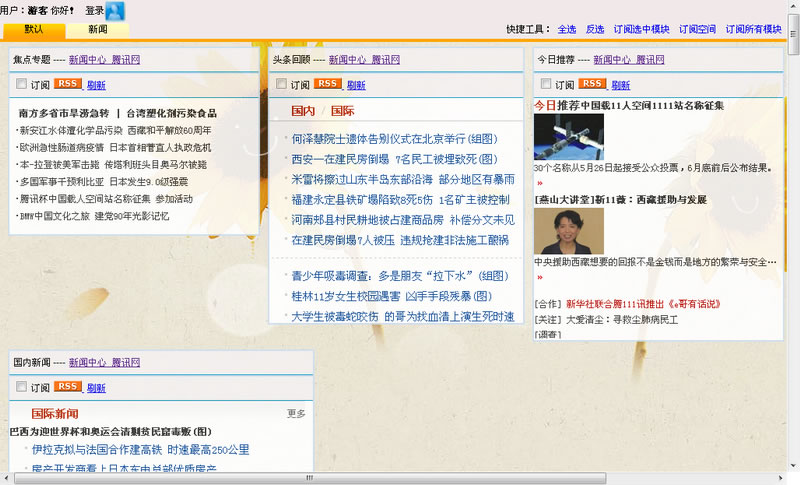 用户：游客 你好！ 登录
默认 新闻
快捷工具： 全选 反选 订阅选中模块 订阅空间 订阅所有模块
焦点专题 ---- 新闻中心_腾讯网
订阅 RSS 刷新
南方多省市旱涝急转 | 台湾塑化剂污染食品
·新安江水体遭化学品污染 西藏和平解放60周年
·欧洲急性肠道病疫情 日本首相菅直人执政危机
·本-拉登被美军击毙 传塔利班头目奥马尔被毙
·多国军事干预利比亚 日本发生9.0级强震
·腾讯杯中国载人空间站名称征集 参加活动
·BMW中国文化之旅 建党90年光影记忆
头条回顾 ---- 新闻中心_腾讯网
订阅 RSS 刷新
国内 / 国际
何泽慧院士遗体告别仪式在北京举行(组图)
西安一在建民房倒塌 7名民工被埋致死(图)
米雷将擦过山东半岛东部沿海 部分地区有暴雨
福建永定县铁矿塌陷致8死5伤 1名矿主被控制
河南郏县村民耕地被占建商品房 补偿分文未见
在建民房倒塌7人被压 违规抢建非法施工酿祸
青少年吸毒调查：多是朋友“拉下水”(组图)
桂林11岁女生校园遇害 凶手手段残暴(图)
大学生被毒蛇咬伤 的哥为找血清上演生死时速
今日推荐 ---- 新闻中心_腾讯网
订阅 RSS 刷新
今日推荐中国载11人空间1111站名称征集
30个名称从5月26日起接受公众投票，6月底前后公布结果。
»
[燕山大讲堂]新11薇：西藏援助与发展
中央援助西藏想要的回报不是金钱而是地方的繁荣与安全…
»
[合作] 新华社联合腾111讯推出《e哥有话说》
[关注] 大爱清尘：寻救尘肺病民工
[调查]
国内新闻 ---- 新闻中心_腾讯网
订阅 RSS 刷新
国际新闻 更多
巴西为迎世界杯和奥运会清剿贫民窟毒贩(图)
伊拉克拟与法国合作建高铁 时速最高250公里
房产开发商看上日本东电总部优质房产